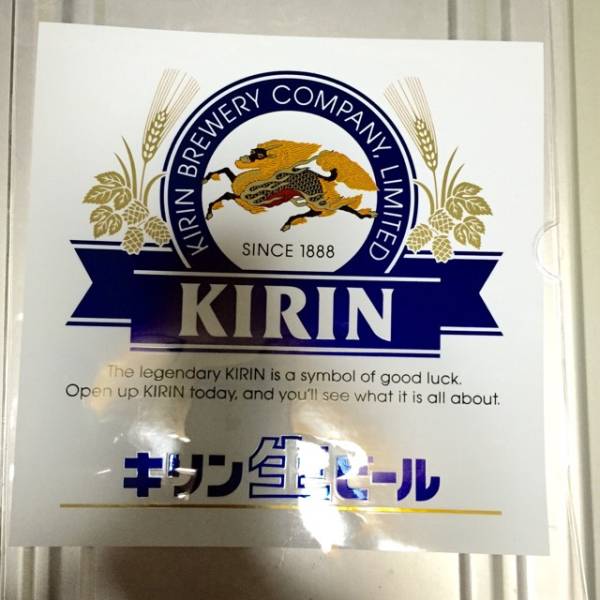 KIRIN BREWERY COMPANY, LIMITED
SINCE 1888
KIRIN
The legendary KIRIN is a symbol of good luck.
Open up KIRIN today, and you'll see what it is all about.
キリン生ビール